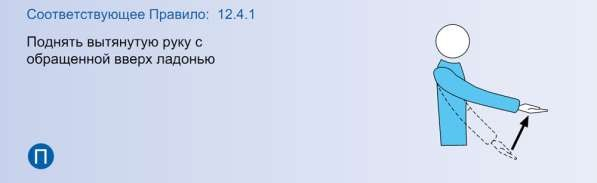 Соответствующее Правило: 12.4.1
Поднять вытянутую руку с
обращенной вверх ладонью
П